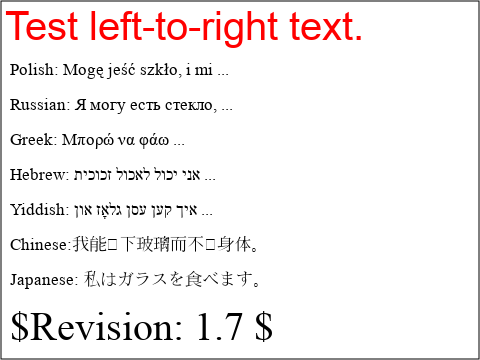 Test left-to-right text.
Polish: Mogę jeść szkło, i mi ...
Russian: Я могу есть стекло, ...
Greek: Μπορώ να φάω ...
Hebrew: אני יכול לאכול זכוכית ...
Yiddish: איך קען עסן גלאָז און ...
Chinese:我能下玻璃而不身体。
Japanese: 私はガラスを食べます。
$Revision: 1.7 $